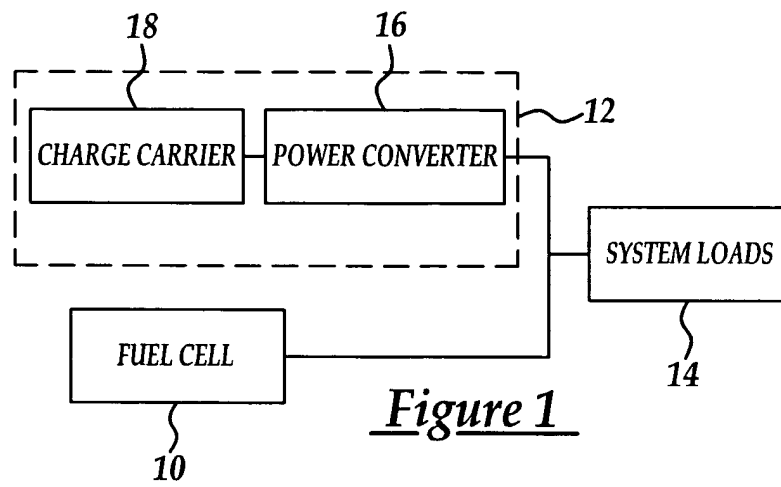 18
16
12
CHARGE CARRIER
POWER CONVERTER
SYSTEM LOADS
FUEL CELL
14
10
Figure 1